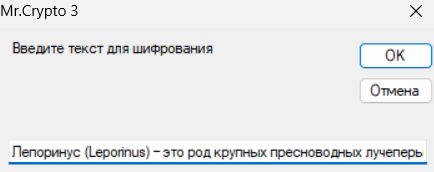 Mr.Crypto 3
Введите текст для шифрования
OK
Отмена
Лепоринус (Leporinus) – это род крупных пресноводных лучеперь